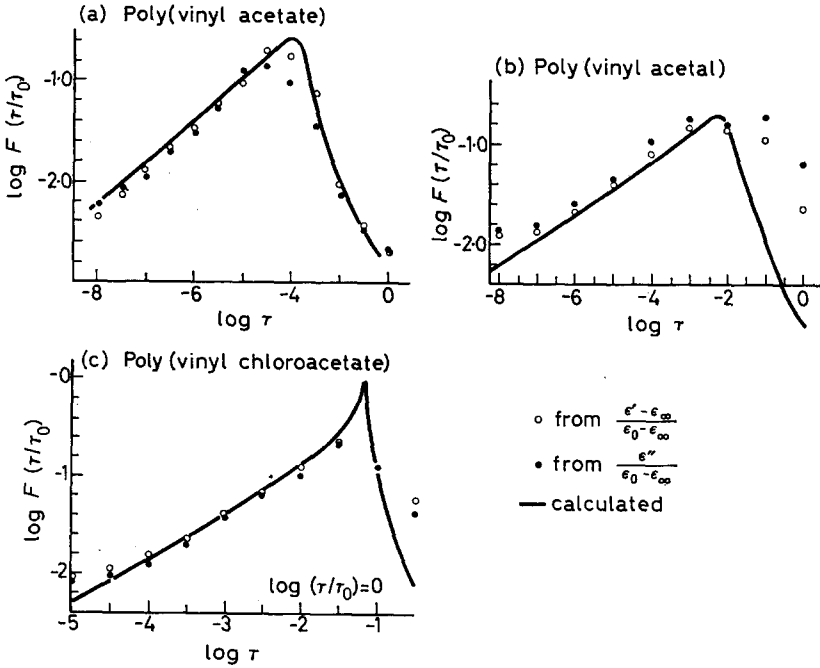 (a) Poly(vinyl acetate)
log F (τ/τ₀)
-1·0
-2·0
-8 -6 -4 -2 0
log τ
(b) Poly(vinyl acetal)
log F (τ/τ₀)
-1·0
-2·0
-8 -6 -4 -2 0
log τ
(c) Poly(vinyl chloroacetate)
log F (τ/τ₀)
-0
-1
-2
log (τ/τ₀)=0
-5 -4 -3 -2 -1
log τ
○ from (ε′-ε∞)/(ε₀-ε∞)
● from ε″/(ε₀-ε∞)
— calculated